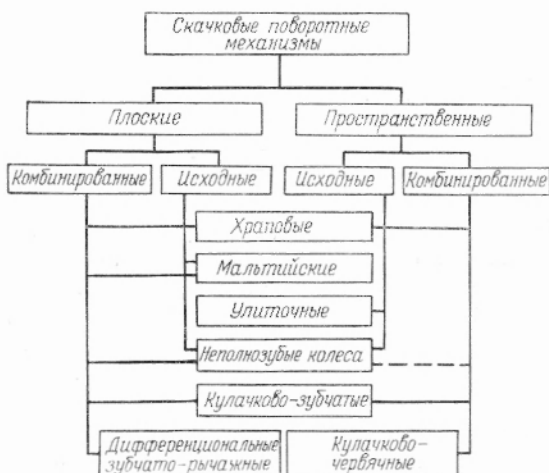 Скачковые поворотные
механизмы
Плоские
Пространственные
Комбинированные
Исходные
Исходные
Комбинированные
Храповые
Мальтийские
Улиточные
Неполнозубые колеса
Кулачково-зубчатые
Дифференциальные
зубчато-рычажные
Кулачково-
червячные